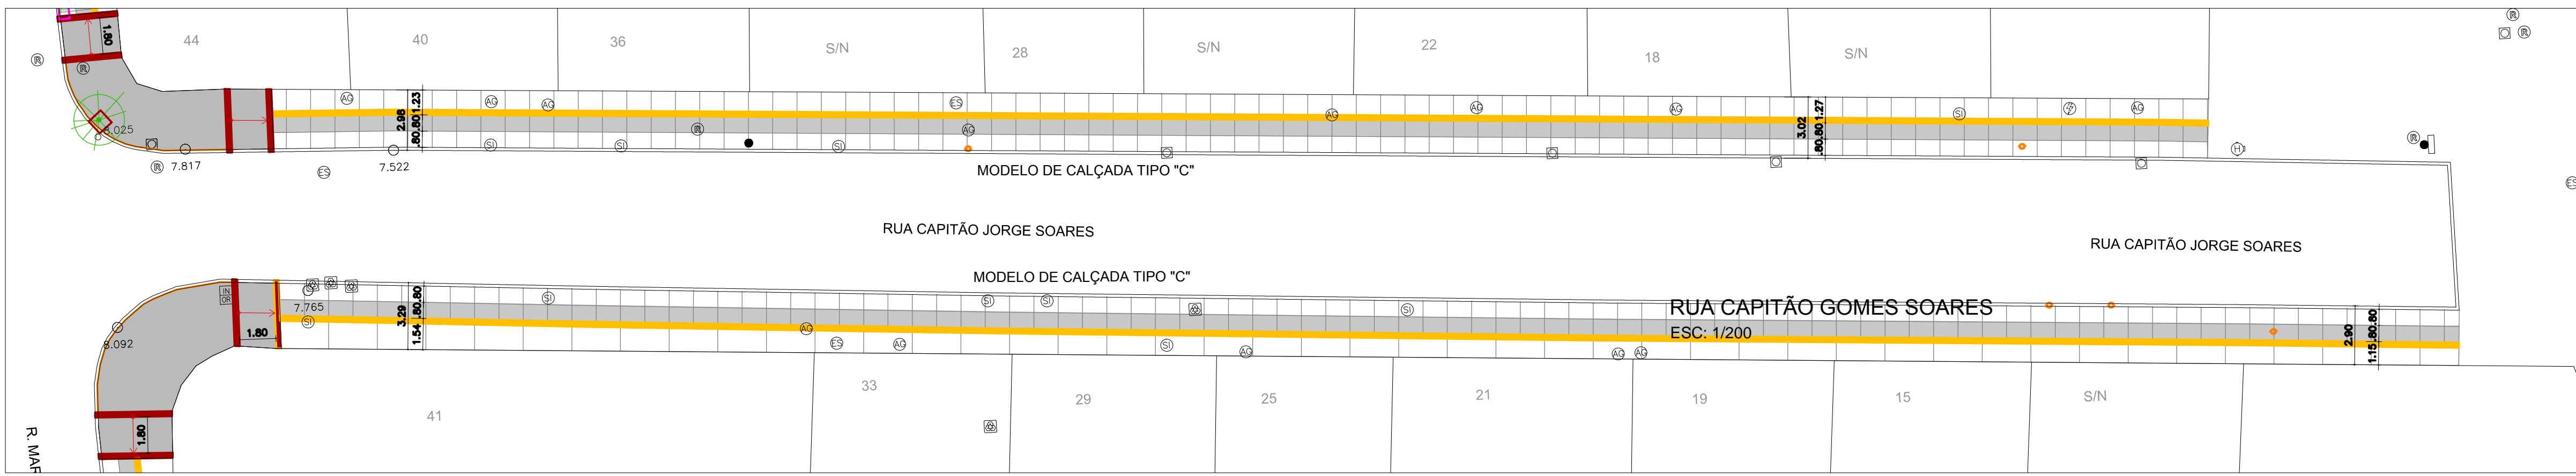 44
40
36
S/N
28
S/N
22
18
S/N
1.80
2.98
.60.80 1.23
3.02
.60.80 1.27
8.025
7.817
7.522
MODELO DE CALÇADA TIPO "C"
RUA CAPITÃO JORGE SOARES
RUA CAPITÃO JORGE SOARES
MODELO DE CALÇADA TIPO "C"
7.765
8.092
1.80
3.29
1.54 .80.80
RUA CAPITÃO GOMES SOARES
ESC: 1/200
2.90
1.15.80.80
1.80
R. MAR
41
33
29
25
21
19
15
S/N